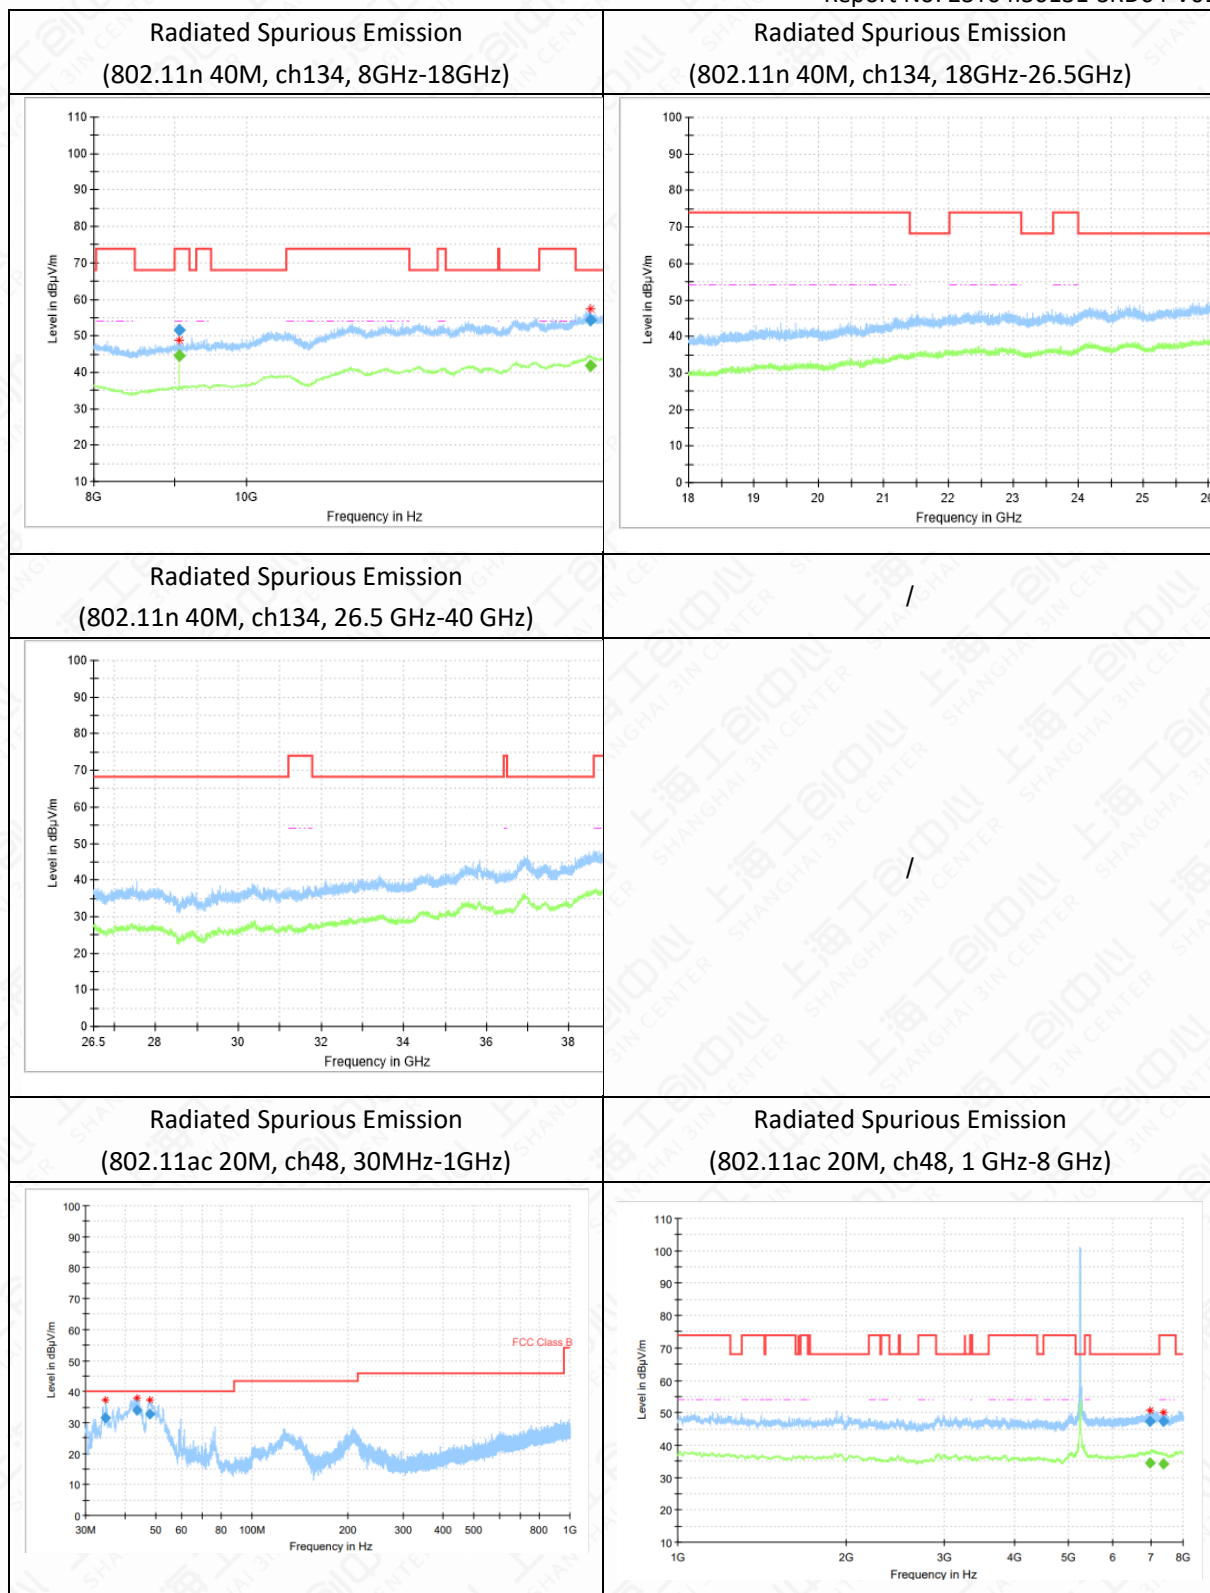 Radiated Spurious Emission
(802.11n 40M, ch134, 8GHz-18GHz)
Radiated Spurious Emission
(802.11n 40M, ch134, 18GHz-26.5GHz)
110
100
90
80
70
60
50
40
30
20
10
Level in dBµV/m
8G
10G
Frequency in Hz
100
90
80
70
60
50
40
30
20
10
0
Level in dBµV/m
18
19
20
21
22
23
24
25
Frequency in GHz
Radiated Spurious Emission
(802.11n 40M, ch134, 26.5 GHz-40 GHz)
/
100
90
80
70
60
50
40
30
20
10
0
Level in dBµV/m
26.5
28
30
32
34
36
38
Frequency in GHz
/
Radiated Spurious Emission
(802.11ac 20M, ch48, 30MHz-1GHz)
Radiated Spurious Emission
(802.11ac 20M, ch48, 1 GHz-8 GHz)
100
90
80
70
60
50
40
30
20
10
0
Level in dBµV/m
FCC Class B
30M
50
60
80
100M
200
300
400
500
800
1G
Frequency in Hz
110
100
90
80
70
60
50
40
30
20
10
Level in dBµV/m
1G
2G
3G
4G
5G
6
7
8G
Frequency in Hz
上海工创中心
SHANGHAI 3IN CENTER